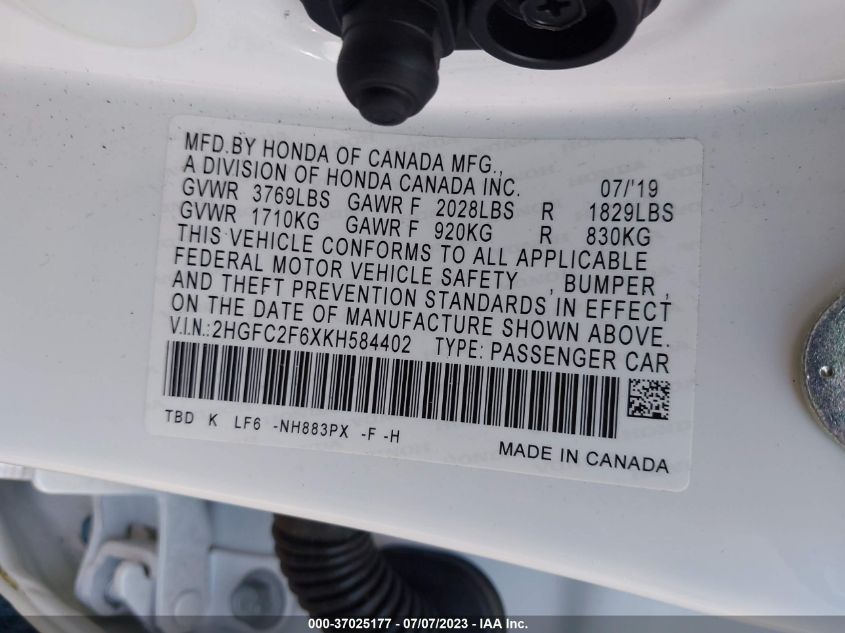 MFD.BY HONDA OF CANADA MFG.,
A DIVISION OF HONDA CANADA INC. 07/'19
GVWR 3769LBS GAWR F 2028LBS R 1829LBS
GVWR 1710KG GAWR F 920KG R 830KG
THIS VEHICLE CONFORMS TO ALL APPLICABLE
FEDERAL MOTOR VEHICLE SAFETY , BUMPER ,
AND THEFT PREVENTION STANDARDS IN EFFECT
ON THE DATE OF MANUFACTURE SHOWN ABOVE.
V.I.N.:2HGFC2F6XKH584402 TYPE: PASSENGER CAR
TBD K LF6 -NH883PX -F -H
MADE IN CANADA
000-37025177 - 07/07/2023 - IAA Inc.